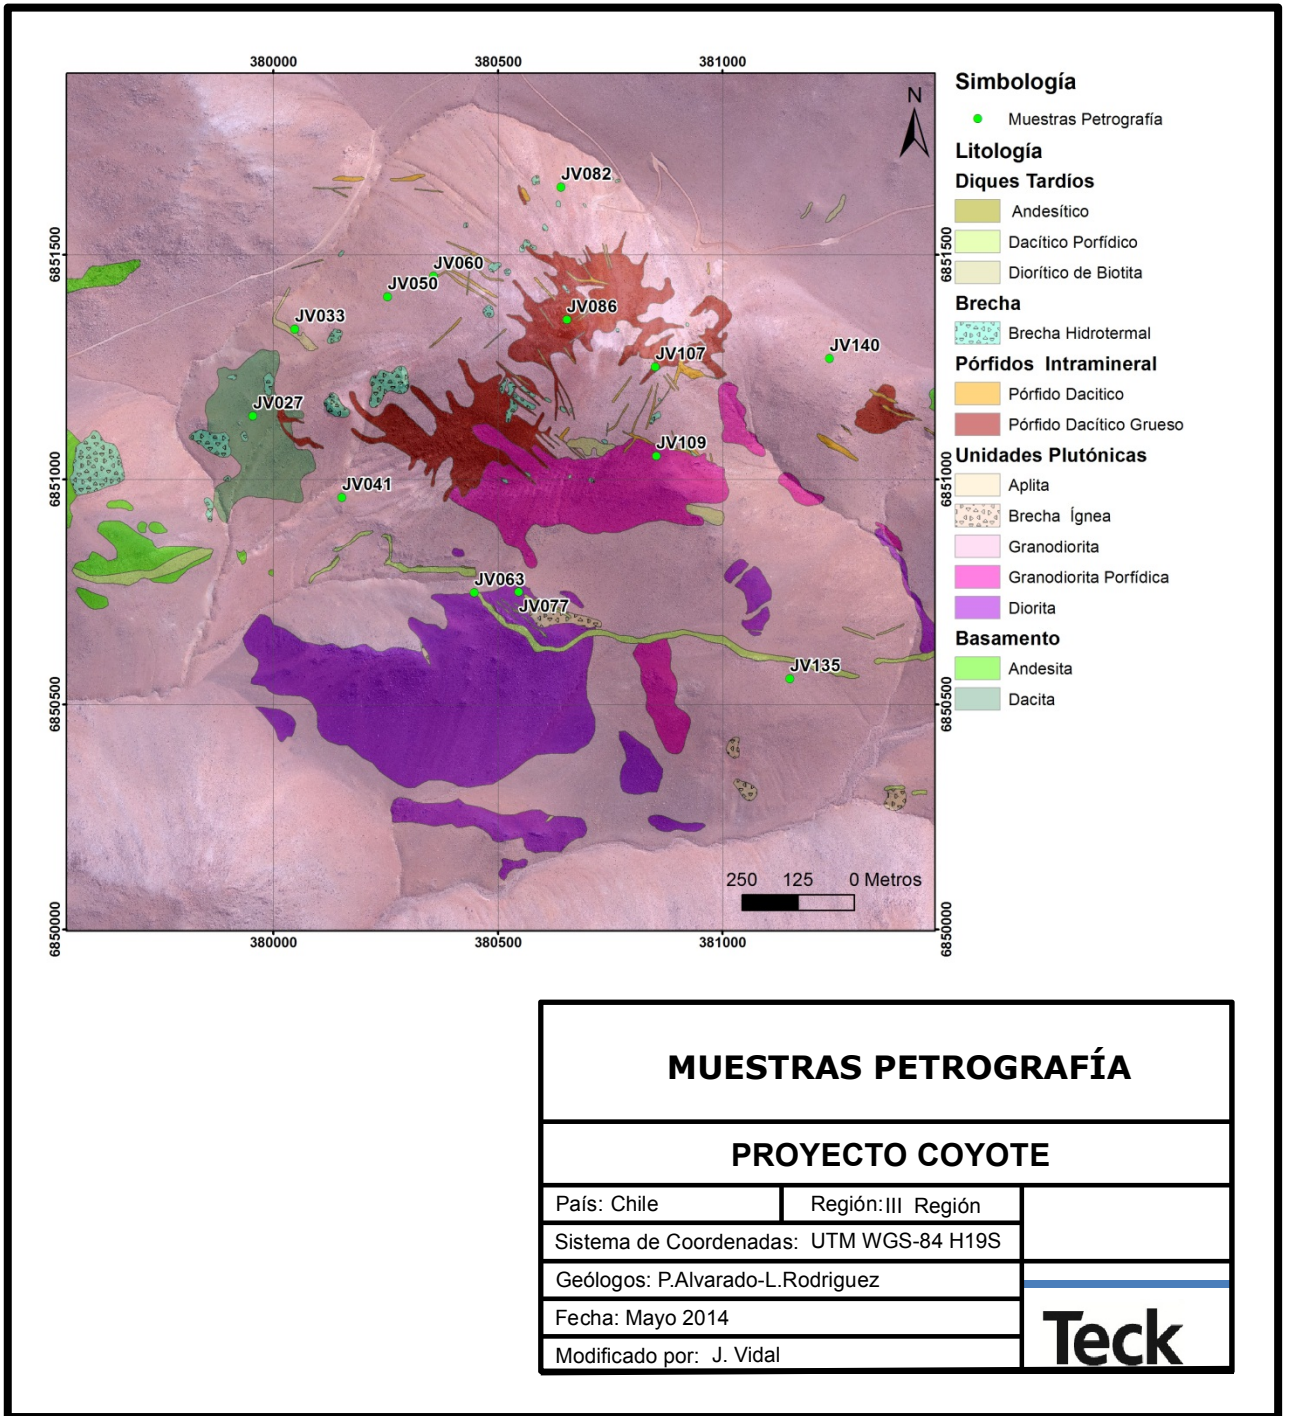 380000
380500
381000
6851500
6851500
6851000
6851000
6850500
6850500
6850000
6850000
380000
380500
381000
N
JV082
JV060
JV050
JV033
JV086
JV107
JV140
JV027
JV109
JV041
JV063
JV077
JV135
250 125 0 Metros
Simbología
Muestras Petrografía
Litología
Diques Tardíos
Andesítico
Dacítico Porfídico
Diorítico de Biotita
Brecha
Brecha Hidrotermal
Pórfidos Intramineral
Pórfido Dacitico
Pórfido Dacítico Grueso
Unidades Plutónicas
Aplita
Brecha Ígnea
Granodiorita
Granodiorita Porfídica
Diorita
Basamento
Andesita
Dacita
MUESTRAS PETROGRAFÍA
PROYECTO COYOTE
País: Chile
Región:III Región
Sistema de Coordenadas: UTM WGS-84 H19S
Geólogos: P.Alvarado-L.Rodriguez
Fecha: Mayo 2014
Modificado por: J. Vidal
Teck